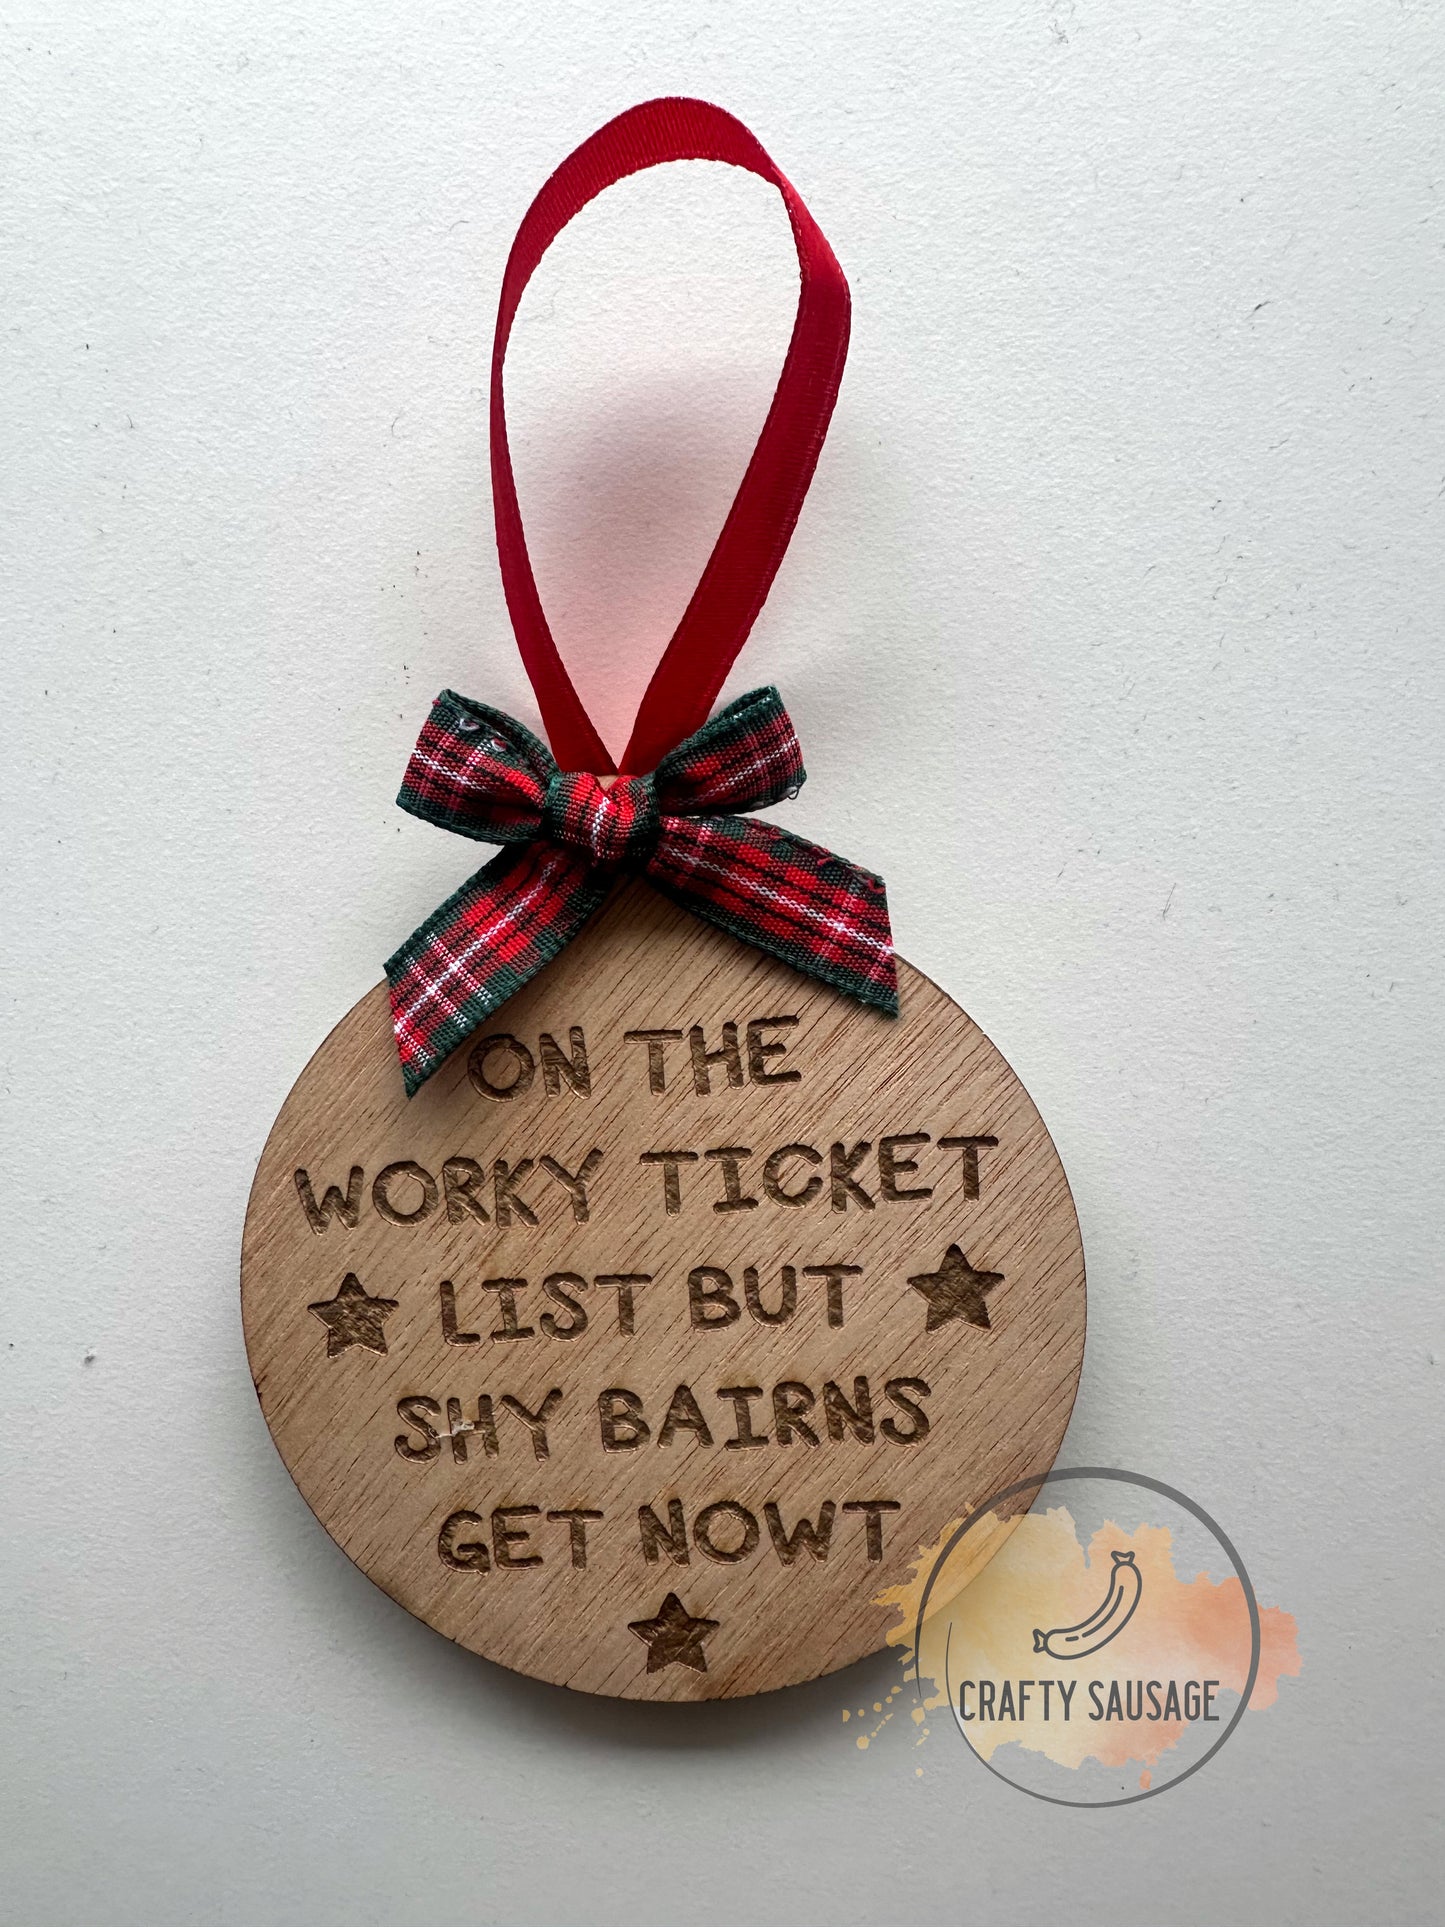 ON THE
WORKY TICKET
LIST BUT
SHY BAIRNS
GET NOWT
CRAFTY SAUSAGE